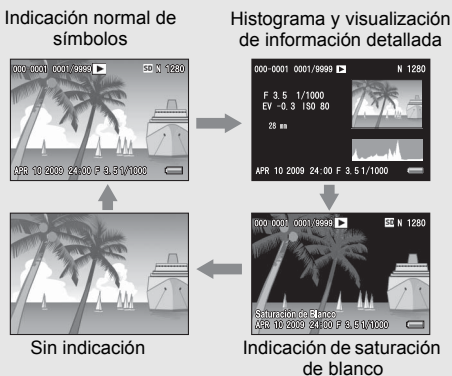 Indicación normal de
símbolos
000-0001 0001/9999 SD N 1280
APR 10 2009 24:00 F 3.5 1/1000
Histograma y visualización
de información detallada
000-0001 0001/9999 N 1280
F 3.5 1/1000
EV -0.3 ISO 80
28 mm
APR 10 2009 24:00 F 3.5 1/1000
000-0001 0001/9999 SD N 1280
Saturación de Blanco
APR 10 2009 24:00 F 3.5 1/1000
Indicación de saturación
de blanco
Sin indicación